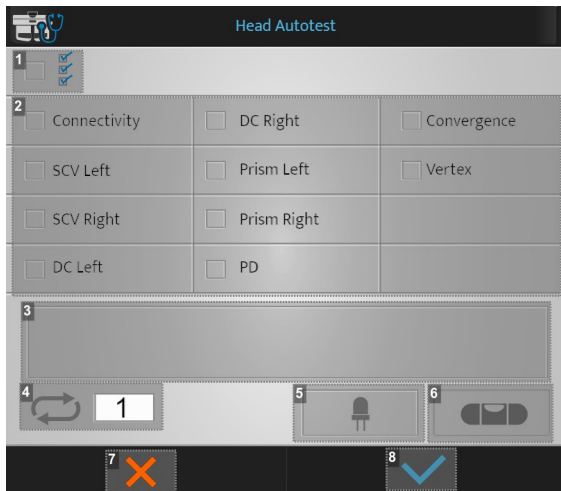 Head Autotest
1
2
Connectivity DC Right Convergence
SCV Left Prism Left Vertex
SCV Right Prism Right
DC Left PD
3
4 1 5 6
7 8